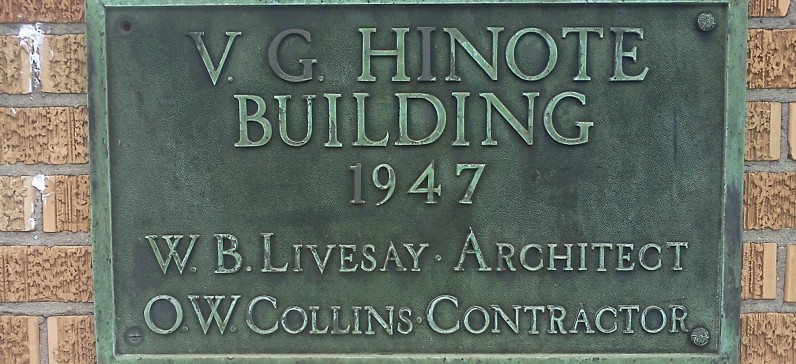 V. G. HINOTE
BUILDING
1947
W. B. LIVESAY · ARCHITECT
O. W. COLLINS · CONTRACTOR